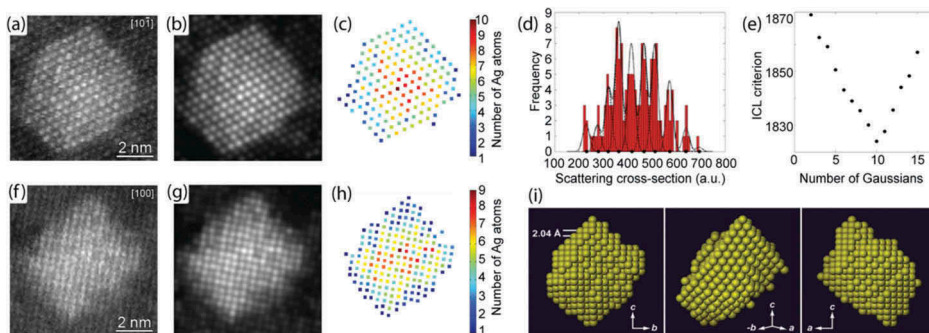 (a)
[101̄]
2 nm
(b)
(c)
10
9
8
7
6
5
4
3
2
1
Number of Ag atoms
(d)
Frequency
9
8
7
6
5
4
3
2
1
0
100 200 300 400 500 600 700 800
Scattering cross-section (a.u.)
(e)
ICL criterion
1870
1850
1830
0 5 10 15
Number of Gaussians
(f)
[100]
2 nm
(g)
(h)
9
8
7
6
5
4
3
2
1
Number of Ag atoms
(i)
2.04 Å
c
b
c
-b a
c
a